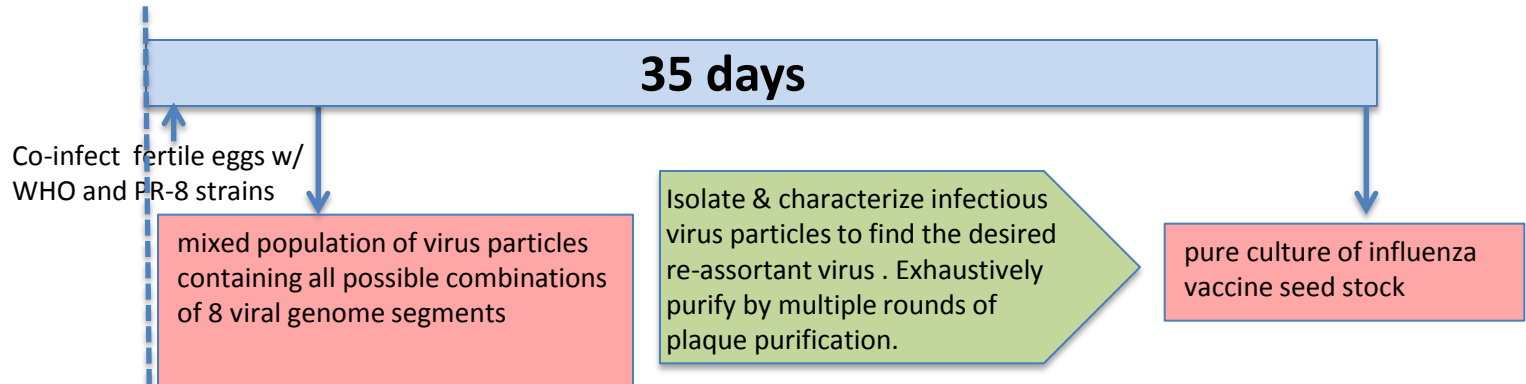 35 days
Co-infect fertile eggs w/
WHO and PR-8 strains
mixed population of virus particles
containing all possible combinations
of 8 viral genome segments
Isolate & characterize infectious
virus particles to find the desired
re-assortant virus . Exhaustively
purify by multiple rounds of
plaque purification.
pure culture of influenza
vaccine seed stock